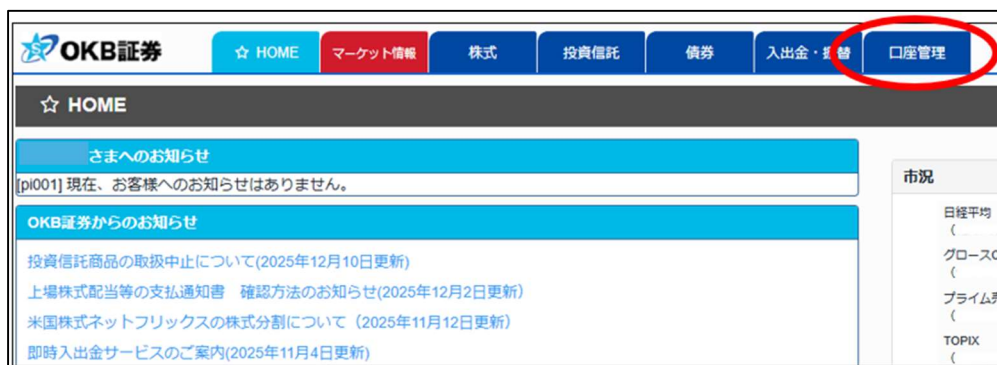 OKB証券
☆ HOME
マーケット情報
株式
投資信託
債券
入出金・振替
口座管理
☆ HOME
さまへのお知らせ
[pi001] 現在、お客様へのお知らせはありません。
OKB証券からのお知らせ
投資信託商品の取扱中止について(2025年12月10日更新)
上場株式配当等の支払通知書　確認方法のお知らせ(2025年12月2日更新)
米国株式ネットフリックスの株式分割について（2025年11月12日更新）
即時入出金サービスのご案内(2025年11月4日更新)
市況
日経平均
(
グロース
(
プライム
(
TOPIX
(